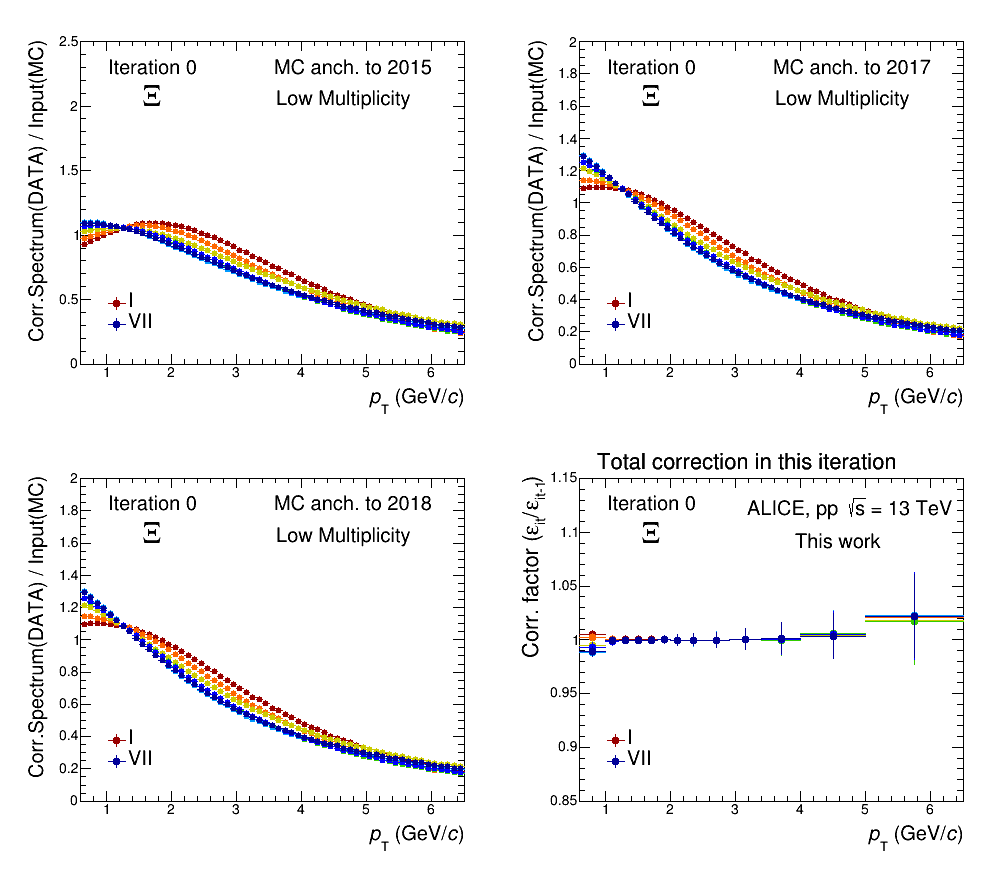 Corr.Spectrum(DATA) / Input(MC)
2.5
2
1.5
1
0.5
0
Iteration 0
MC anch. to 2015
Ξ
Low Multiplicity
I
VII
1 2 3 4 5 6
p_T (GeV/c)
Corr.Spectrum(DATA) / Input(MC)
2
1.8
1.6
1.4
1.2
1
0.8
0.6
0.4
0.2
0
Iteration 0
MC anch. to 2017
Ξ
Low Multiplicity
I
VII
1 2 3 4 5 6
p_T (GeV/c)
Corr.Spectrum(DATA) / Input(MC)
2
1.8
1.6
1.4
1.2
1
0.8
0.6
0.4
0.2
0
Iteration 0
MC anch. to 2018
Ξ
Low Multiplicity
I
VII
1 2 3 4 5 6
p_T (GeV/c)
Total correction in this iteration
Corr. factor (ε_it/ε_it-1)
1.15
1.1
1.05
1
0.95
0.9
0.85
Iteration 0
ALICE, pp √s = 13 TeV
Ξ
This work
I
VII
1 2 3 4 5 6
p_T (GeV/c)